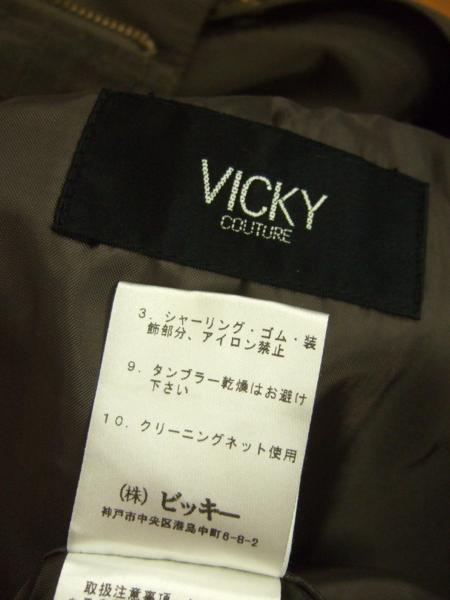 VICKY
COUTURE
3. シャーリング・ゴム・装
飾部分、アイロン禁止
9. タンブラー乾燥はお避け
下さい
10. クリーニングネット使用
(株) ビッキー
神戸市中央区港島中町6-8-2
取扱注意事項